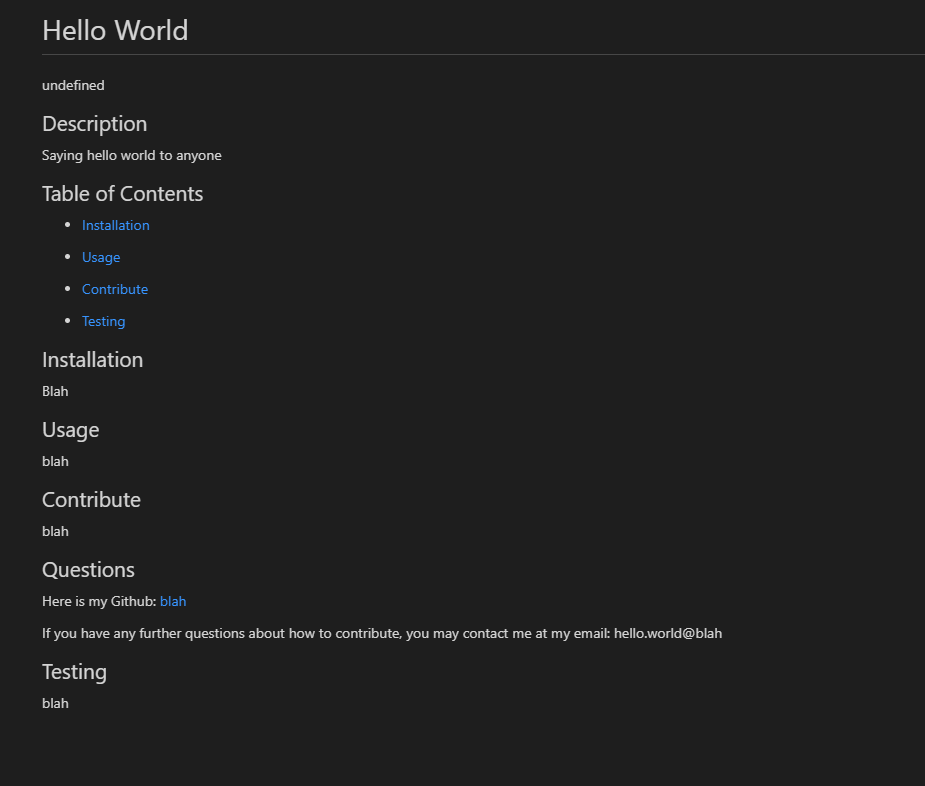 Hello World
undefined
Description
Saying hello world to anyone
Table of Contents
Installation
Usage
Contribute
Testing
Installation
Blah
Usage
blah
Contribute
blah
Questions
Here is my Github: blah
If you have any further questions about how to contribute, you may contact me at my email: hello.world@blah
Testing
blah